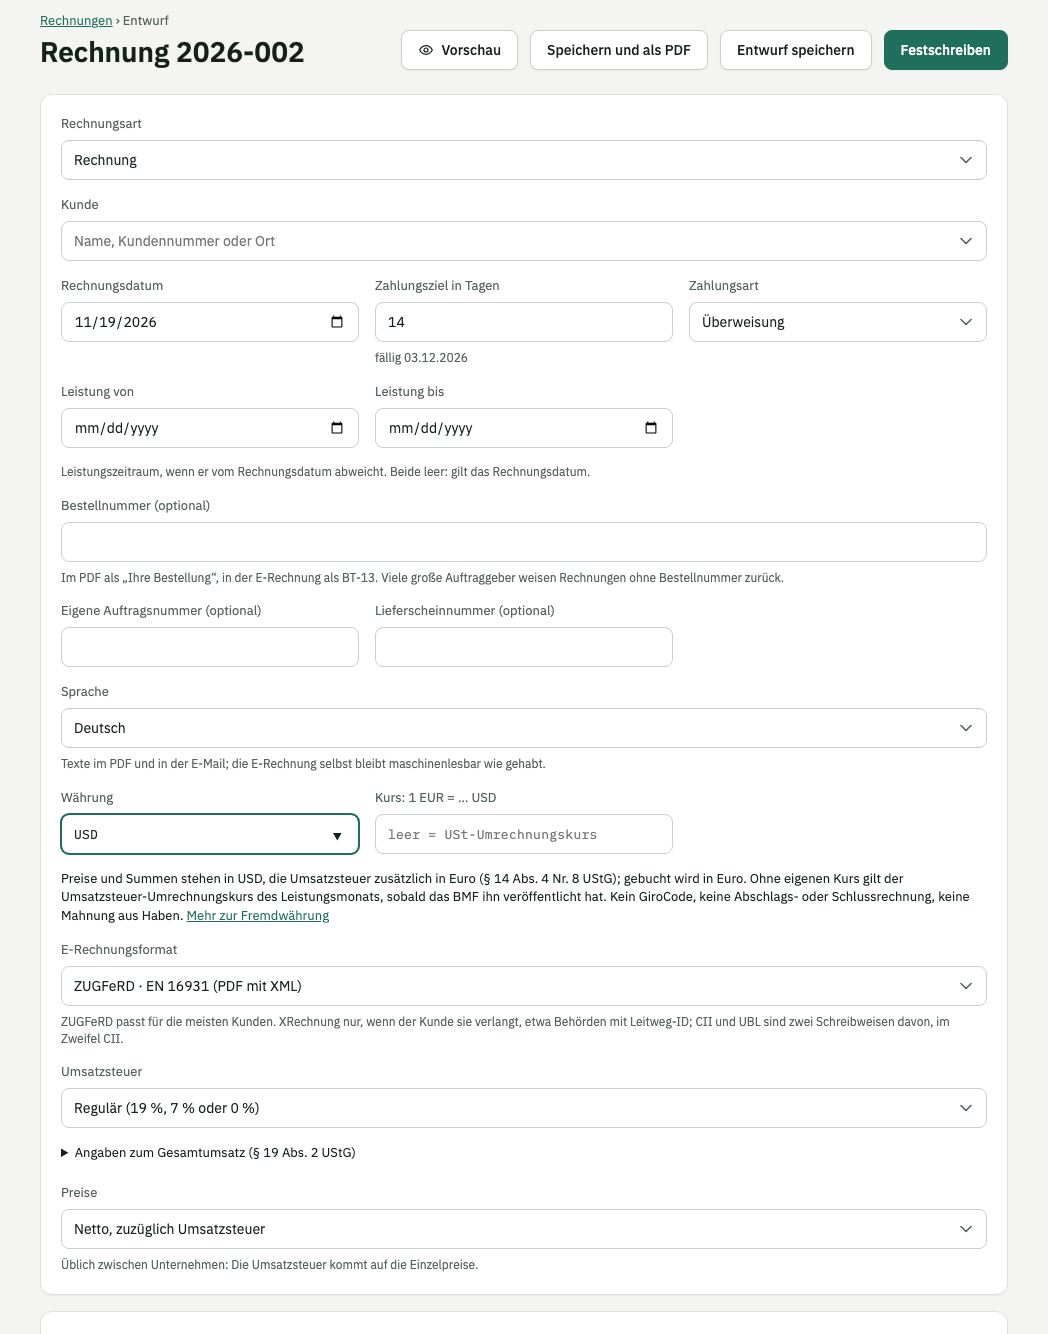 Rechnungen › Entwurf
Rechnung 2026-002
Vorschau
Speichern und als PDF
Entwurf speichern
Festschreiben
Rechnungsart
Rechnung
Kunde
Name, Kundennummer oder Ort
Rechnungsdatum
Zahlungsziel in Tagen
Zahlungsart
11/19/2026
14
Überweisung
fällig 03.12.2026
Leistung von
Leistung bis
mm/dd/yyyy
mm/dd/yyyy
Leistungszeitraum, wenn er vom Rechnungsdatum abweicht. Beide leer: gilt das Rechnungsdatum.
Bestellnummer (optional)
Im PDF als „Ihre Bestellung“, in der E-Rechnung als BT-13. Viele große Auftraggeber weisen Rechnungen ohne Bestellnummer zurück.
Eigene Auftragsnummer (optional)
Lieferscheinnummer (optional)
Sprache
Deutsch
Texte im PDF und in der E-Mail; die E-Rechnung selbst bleibt maschinenlesbar wie gehabt.
Währung
Kurs: 1 EUR = … USD
USD
leer = USt-Umrechnungskurs
Preise und Summen stehen in USD, die Umsatzsteuer zusätzlich in Euro (§ 14 Abs. 4 Nr. 8 UStG); gebucht wird in Euro. Ohne eigenen Kurs gilt der
Umsatzsteuer-Umrechnungskurs des Leistungsmonats, sobald das BMF ihn veröffentlicht hat. Kein GiroCode, keine Abschlags- oder Schlussrechnung, keine
Mahnung aus Haben. Mehr zur Fremdwährung
E-Rechnungsformat
ZUGFeRD · EN 16931 (PDF mit XML)
ZUGFeRD passt für die meisten Kunden. XRechnung nur, wenn der Kunde sie verlangt, etwa Behörden mit Leitweg-ID; CII und UBL sind zwei Schreibweisen davon, im
Zweifel CII.
Umsatzsteuer
Regulär (19 %, 7 % oder 0 %)
Angaben zum Gesamtumsatz (§ 19 Abs. 2 UStG)
Preise
Netto, zuzüglich Umsatzsteuer
Üblich zwischen Unternehmen: Die Umsatzsteuer kommt auf die Einzelpreise.